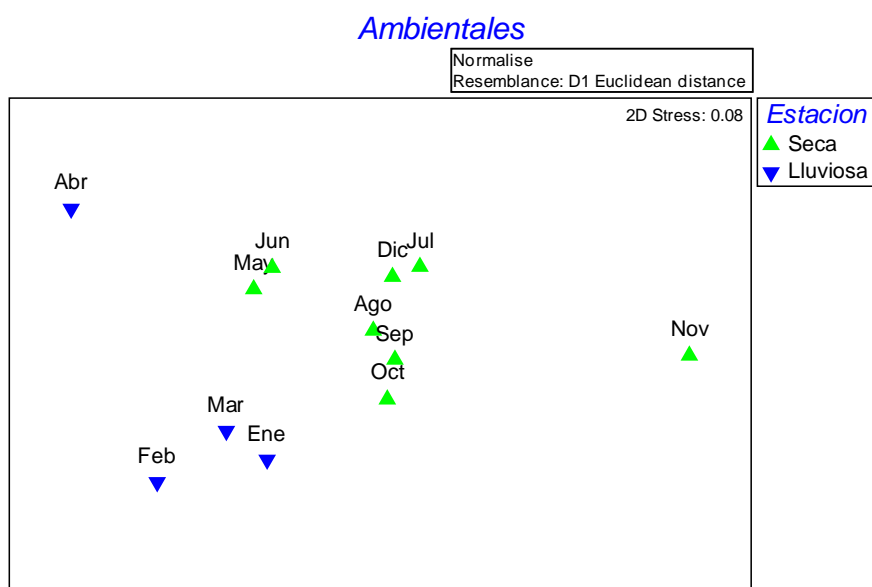 Ambientales
Normalise
Resemblance: D1 Euclidean distance
2D Stress: 0.08
Estacion
Seca
Lluviosa
Abr
Jun
May
Dic
Jul
Ago
Sep
Nov
Oct
Mar
Ene
Feb